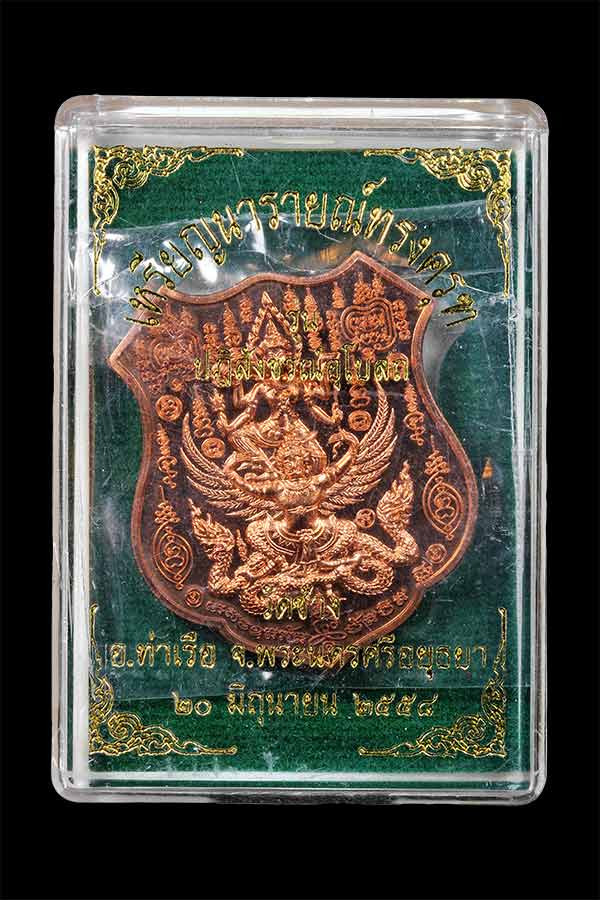 เหรียญนารายณ์ทรงครุฑ
รุ่น
ปฏิสังขรณ์อุโบสถ
วัดช้าง
อ.ท่าเรือ จ.พระนครศรีอยุธยา
๒๐ มิถุนายน ๒๕๕๔